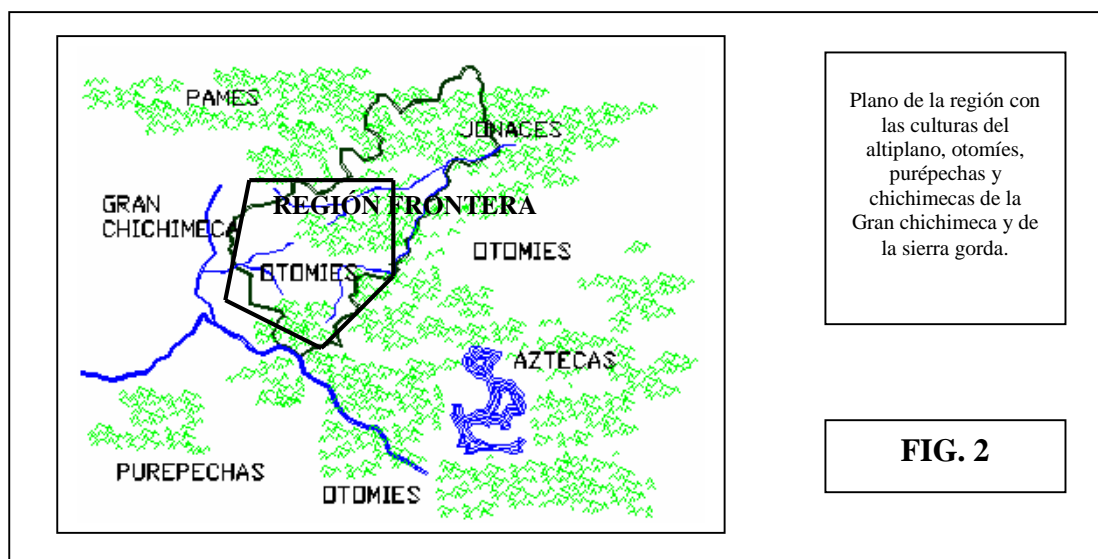 PAMES
JONACES
GRAN
CHICHIMECA
REGIÓN FRONTERA
OTOMIES
OTOMIES
AZTECAS
PUREPECHAS
OTOMIES
Plano de la región con
las culturas del
altiplano, otomíes,
purépechas y
chichimecas de la
Gran chichimeca y de
la sierra gorda.
FIG. 2